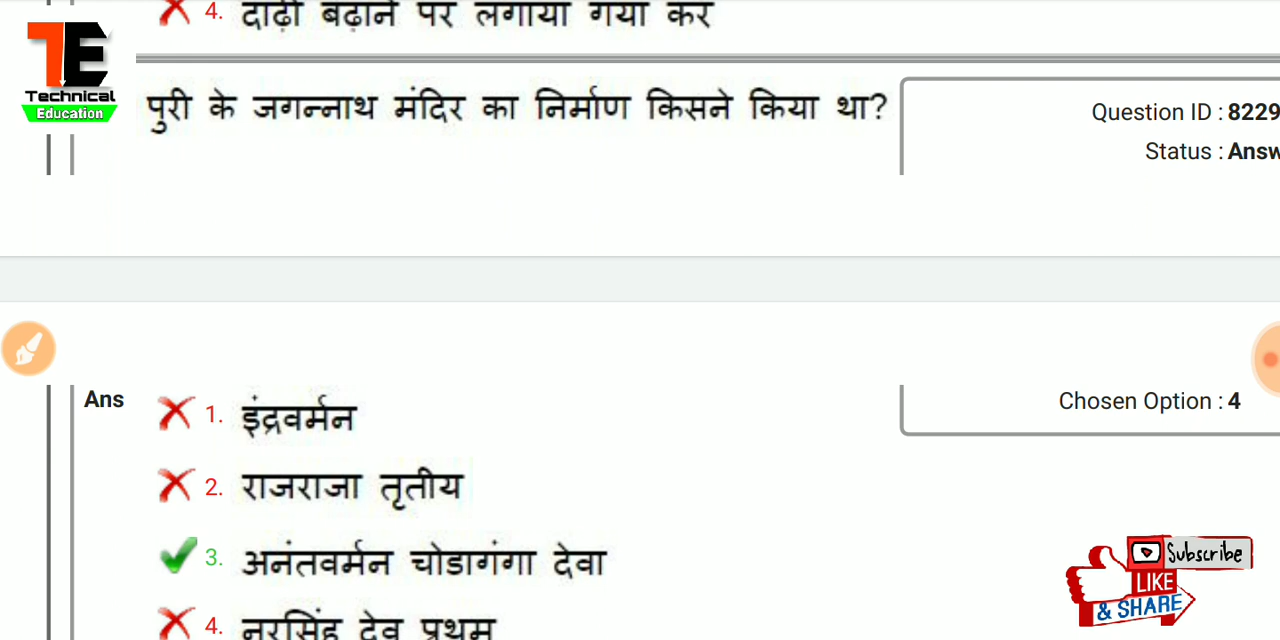 4. दाढ़ी बढ़ाने पर लगाया गया कर
TE
Technical
Education
पुरी के जगन्नाथ मंदिर का निर्माण किसने किया था?
Question ID : 8229
Status : Answ
Ans
1. इंद्रवर्मन
2. राजराजा तृतीय
3. अनंतवर्मन चोडागंगा देवा
4. नरसिंह देव प्रथम
Chosen Option : 4
Subscribe
LIKE
& SHARE